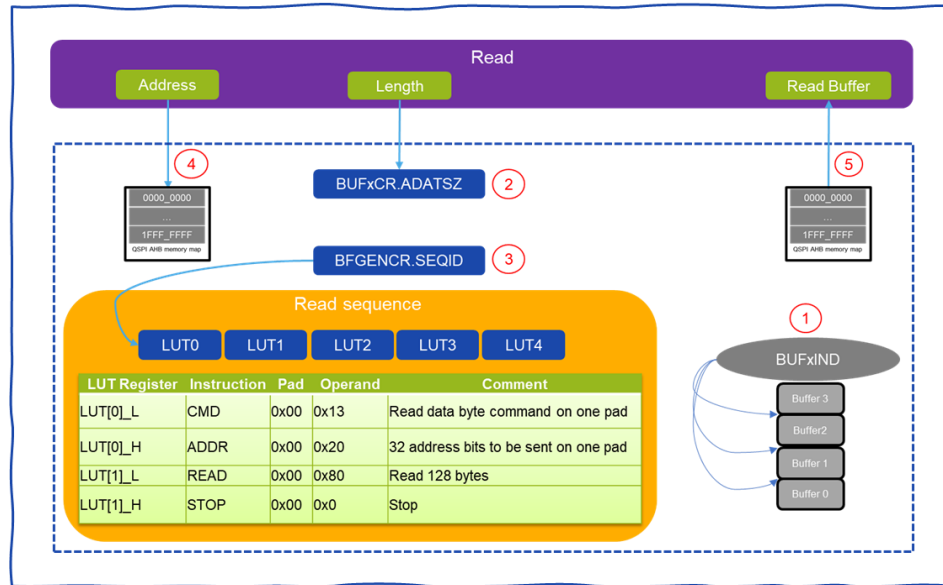 Read
Address
Length
Read Buffer
4
5
BUFxCR.ADATSZ
2
0000_0000
...
1FFF_FFFF
QSPI AHB memory map
0000_0000
...
1FFF_FFFF
QSPI AHB memory map
BFGENCR.SEQID
3
Read sequence
1
LUT0
LUT1
LUT2
LUT3
LUT4
BUFxIND
LUT Register Instruction Pad Operand Comment
LUT[0]_L CMD 0x00 0x13 Read data byte command on one pad
LUT[0]_H ADDR 0x00 0x20 32 address bits to be sent on one pad
LUT[1]_L READ 0x00 0x80 Read 128 bytes
LUT[1]_H STOP 0x00 0x0 Stop
Buffer 3
Buffer2
Buffer 1
Buffer 0